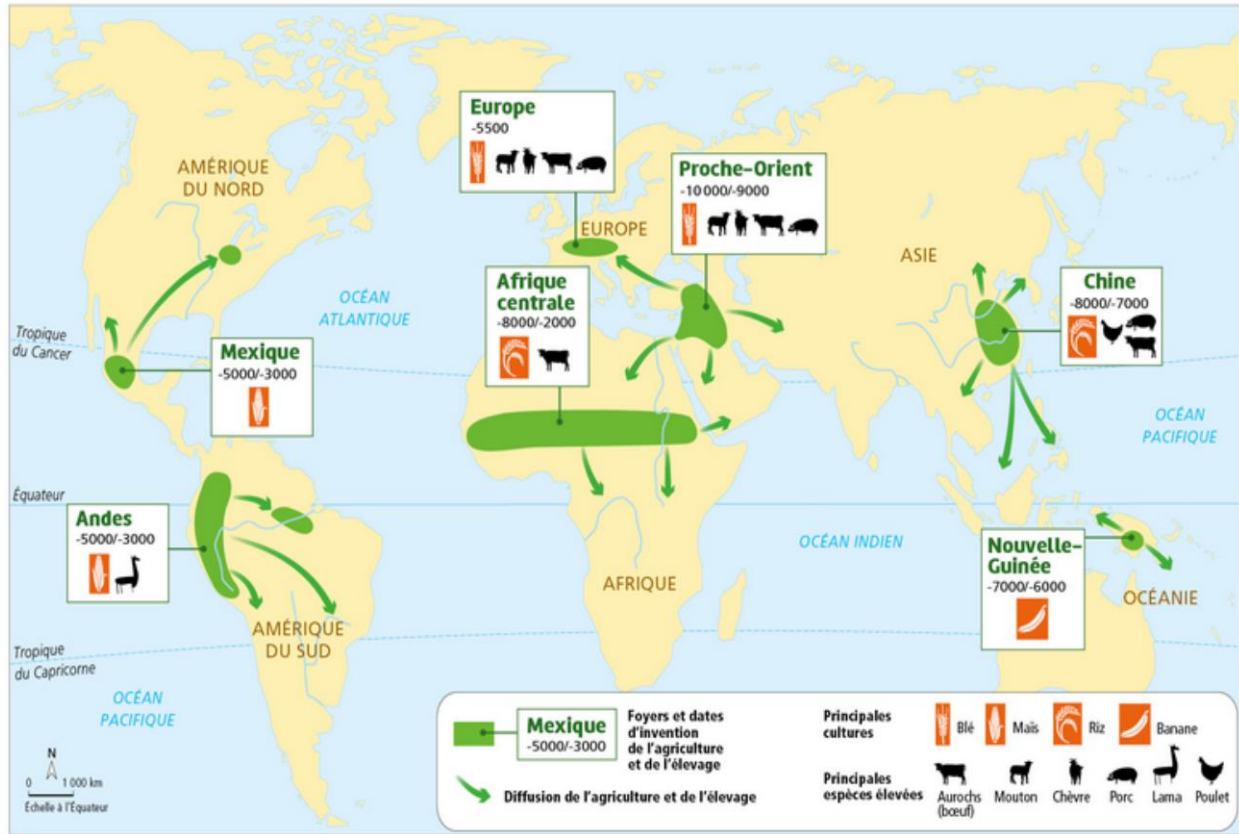 AMÉRIQUE
DU NORD
Europe
-5500
Proche-Orient
-10 000/-9000
EUROPE
ASIE
Afrique
centrale
-8000/-2000
Chine
-8000/-7000
OCÉAN
ATLANTIQUE
Tropique
du Cancer
Mexique
-5000/-3000
OCÉAN
PACIFIQUE
Équateur
Andes
-5000/-3000
OCÉAN INDIEN
Nouvelle-
Guinée
-7000/-6000
AFRIQUE
OCÉANIE
AMÉRIQUE
DU SUD
Tropique
du Capricorne
OCÉAN
PACIFIQUE
N
0 1 000 km
Échelle à l'Équateur
Mexique
-5000/-3000
Foyers et dates
d'invention
de l'agriculture
et de l'élevage
Diffusion de l'agriculture et de l'élevage
Principales
cultures
Blé Maïs Riz Banane
Principales
espèces élevées
Aurochs
(bœuf)
Mouton Chèvre Porc Lama Poulet